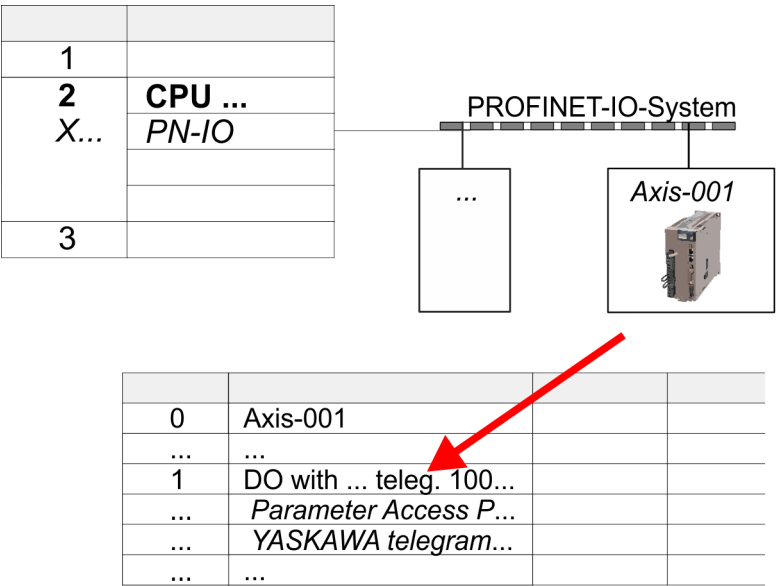 1
2 CPU ...
X... PN-IO
3
PROFINET-IO-System
...
Axis-001
0 Axis-001
... ...
1 DO with ... teleg. 100...
... Parameter Access P...
... YASKAWA telegram...
... ...